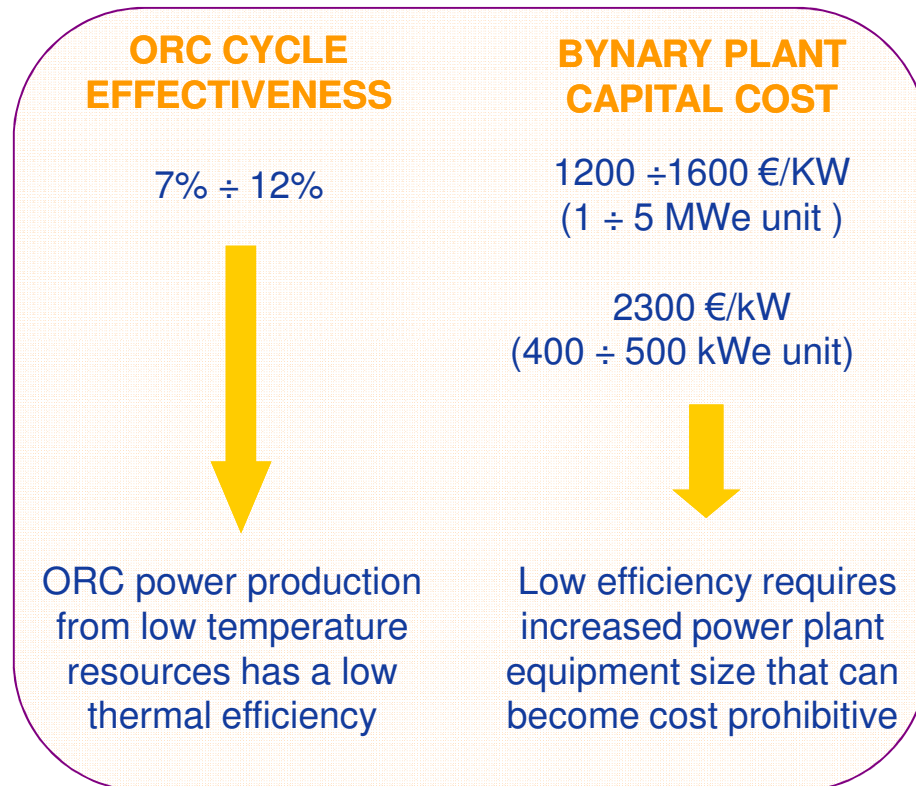 ORC CYCLE
EFFECTIVENESS
7% ÷ 12%
ORC power production
from low temperature
resources has a low
thermal efficiency
BYNARY PLANT
CAPITAL COST
1200 ÷1600 €/KW
(1 ÷ 5 MWe unit )
2300 €/kW
(400 ÷ 500 kWe unit)
Low efficiency requires
increased power plant
equipment size that can
become cost prohibitive